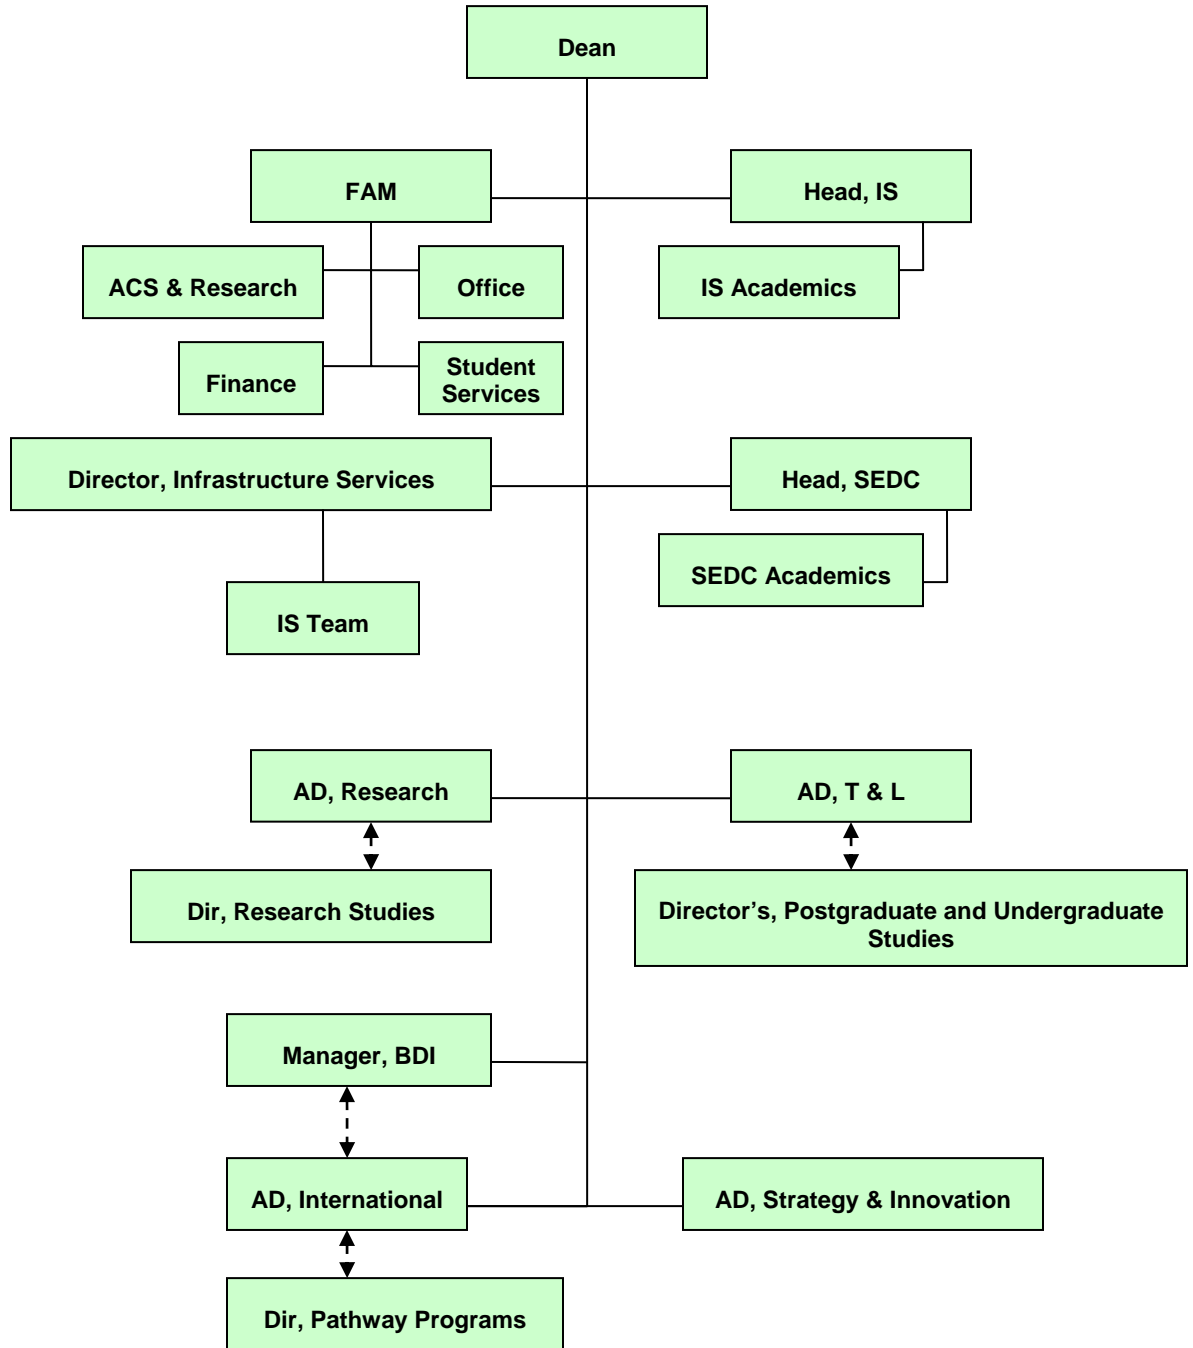 Dean
FAM
Head, IS
ACS & Research
Office
IS Academics
Finance
Student
Services
Director, Infrastructure Services
Head, SEDC
SEDC Academics
IS Team
AD, Research
AD, T & L
Dir, Research Studies
Director's, Postgraduate and Undergraduate
Studies
Manager, BDI
AD, International
AD, Strategy & Innovation
Dir, Pathway Programs